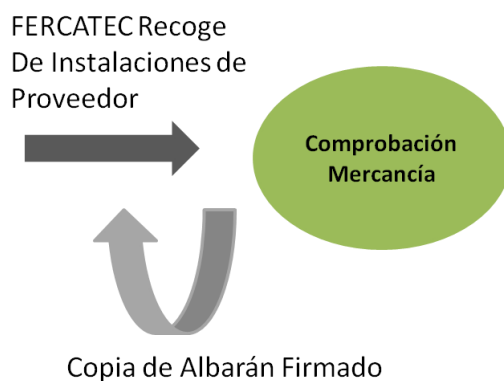 FERCATEC Recoge
De Instalaciones de
Proveedor
Comprobación
Mercancía
Copia de Albarán Firmado